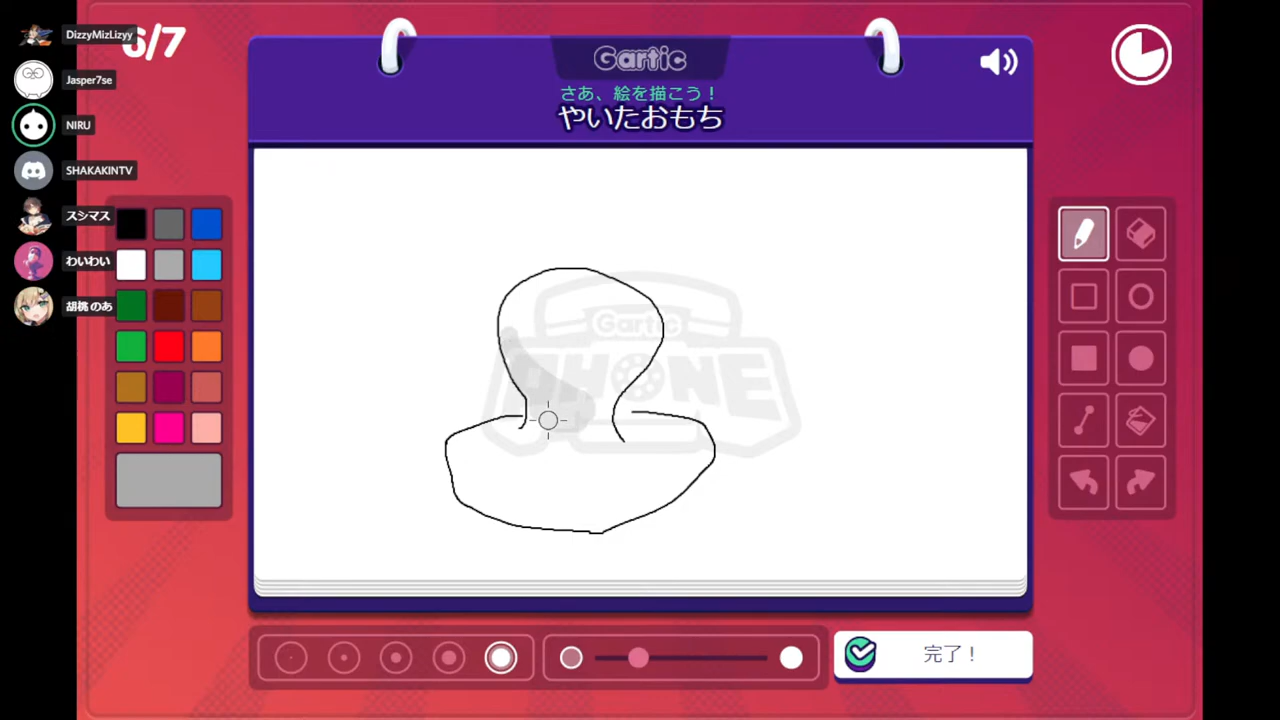 DizzyMizLizyy
6/7
Jasper7se
NIRU
SHAKAKINTV
スシマス
わいわい
胡桃 のあ
Gartic
さあ、絵を描こう！
やいたおもち
Gartic
PHONE
完了！